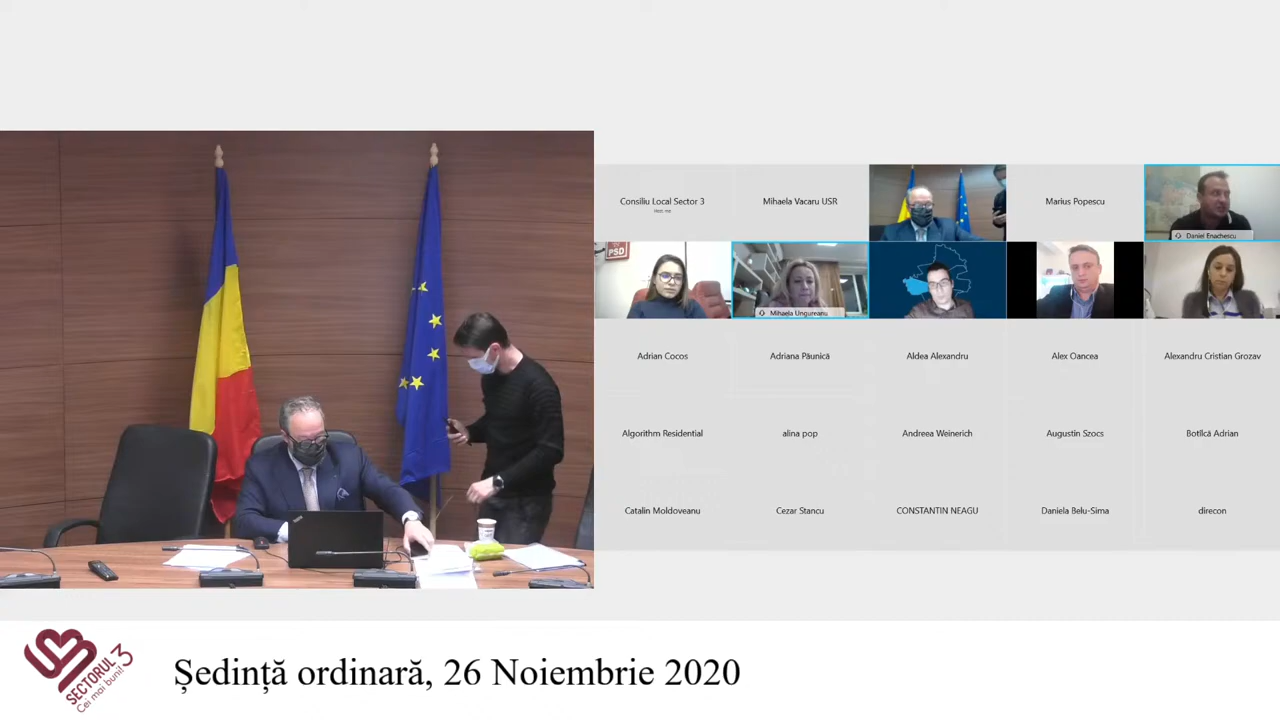 Consiliu Local Sector 3
Mihaela Vacaru USR
Marius Popescu
Daniel Enachescu
PSD
Mihaela Ungureanu
Adrian Cocos
Adriana Păunică
Aldea Alexandru
Alex Oancea
Alexandru Cristian Grozav
Algorithm Residential
alina pop
Andreea Weinerich
Augustin Szocs
Botîlcă Adrian
Catalin Moldoveanu
Cezar Stancu
CONSTANTIN NEAGU
Daniela Belu-Sima
direcon
SECTORUL 3
Cei mai buni!
Ședință ordinară, 26 Noiembrie 2020